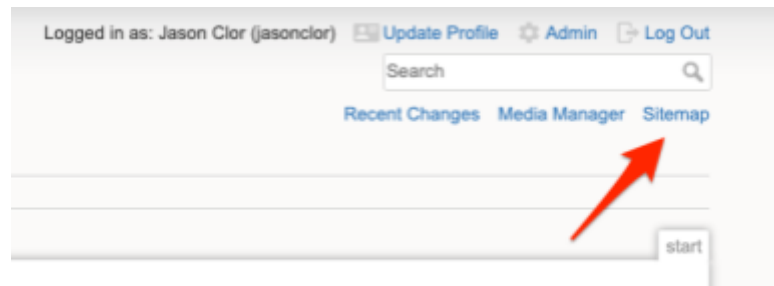 Logged in as: Jason Clor (jasonclor) Update Profile Admin Log Out
Search
Recent Changes Media Manager Sitemap
start